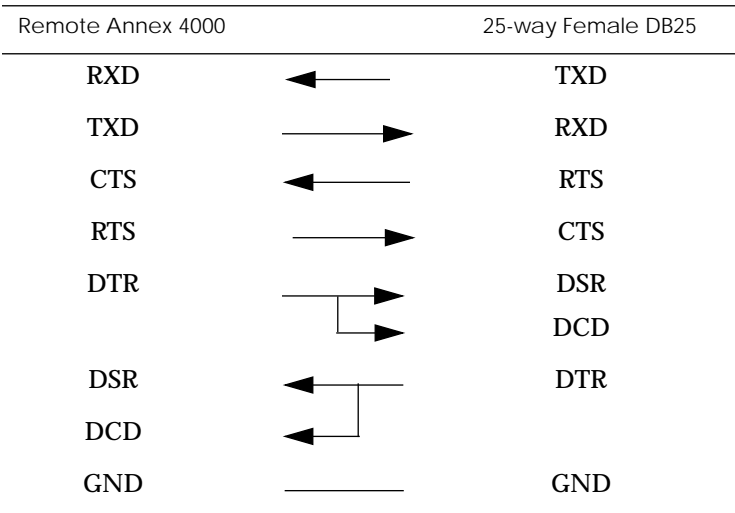 Remote Annex 4000 25-way Female DB25
RXD TXD
TXD RXD
CTS RTS
RTS CTS
DTR DSR
DCD
DSR DTR
DCD
GND GND